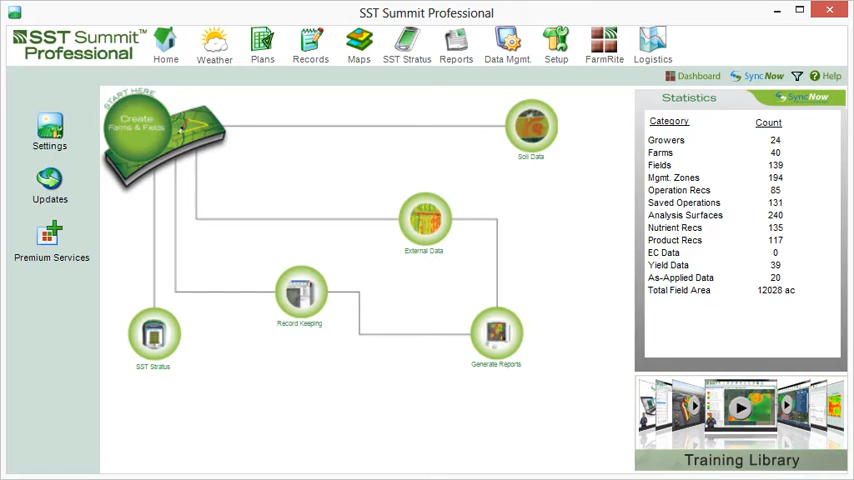 SST Summit Professional
SST Summit™
Professional
Home
Weather
Plans
Records
Maps
SST Stratus
Reports
Data Mgmt.
Setup
FarmRite
Logistics
Dashboard
SyncNow
Help
START HERE
Create
Farms & Fields
Settings
Updates
Premium Services
Soil Data
External Data
Record Keeping
SST Stratus
Generate Reports
Statistics
SyncNow
Category Count
Growers 24
Farms 40
Fields 139
Mgmt. Zones 194
Operation Recs 85
Saved Operations 131
Analysis Surfaces 240
Nutrient Recs 135
Product Recs 117
EC Data 0
Yield Data 39
As-Applied Data 20
Total Field Area 12028 ac
Training Library